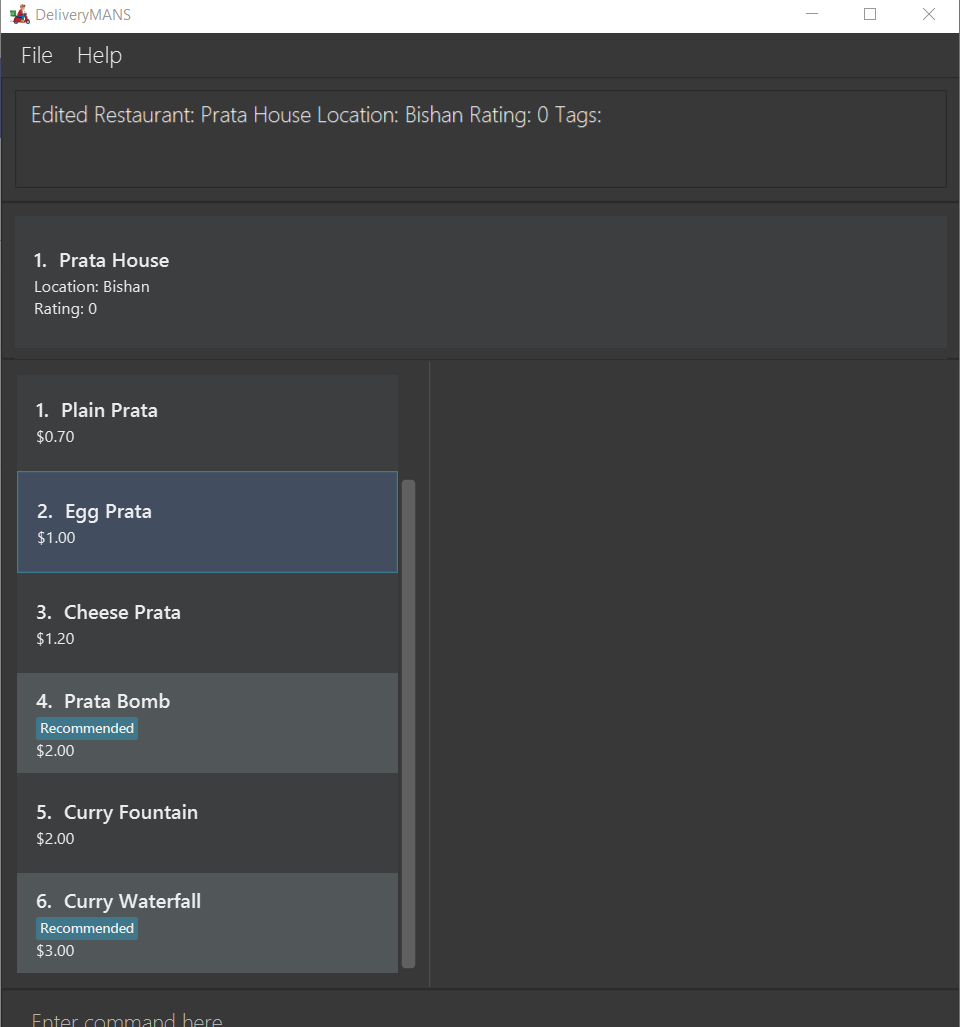 DeliveryMANS
File Help
Edited Restaurant: Prata House Location: Bishan Rating: 0 Tags:
1. Prata House
Location: Bishan
Rating: 0
1. Plain Prata
$0.70
2. Egg Prata
$1.00
3. Cheese Prata
$1.20
4. Prata Bomb
Recommended
$2.00
5. Curry Fountain
$2.00
6. Curry Waterfall
Recommended
$3.00
Enter command here